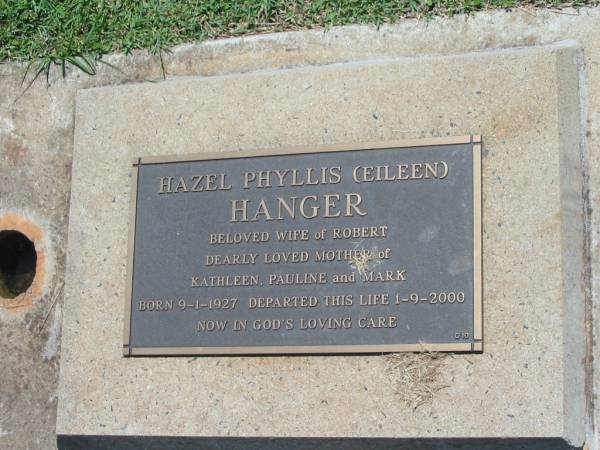 HAZEL PHYLLIS (EILEEN)
HANGER
BELOVED WIFE of ROBERT
DEARLY LOVED MOTHER of
KATHLEEN, PAULINE and MARK
BORN 9-1-1927 DEPARTED THIS LIFE 1-9-2000
NOW IN GOD'S LOVING CARE